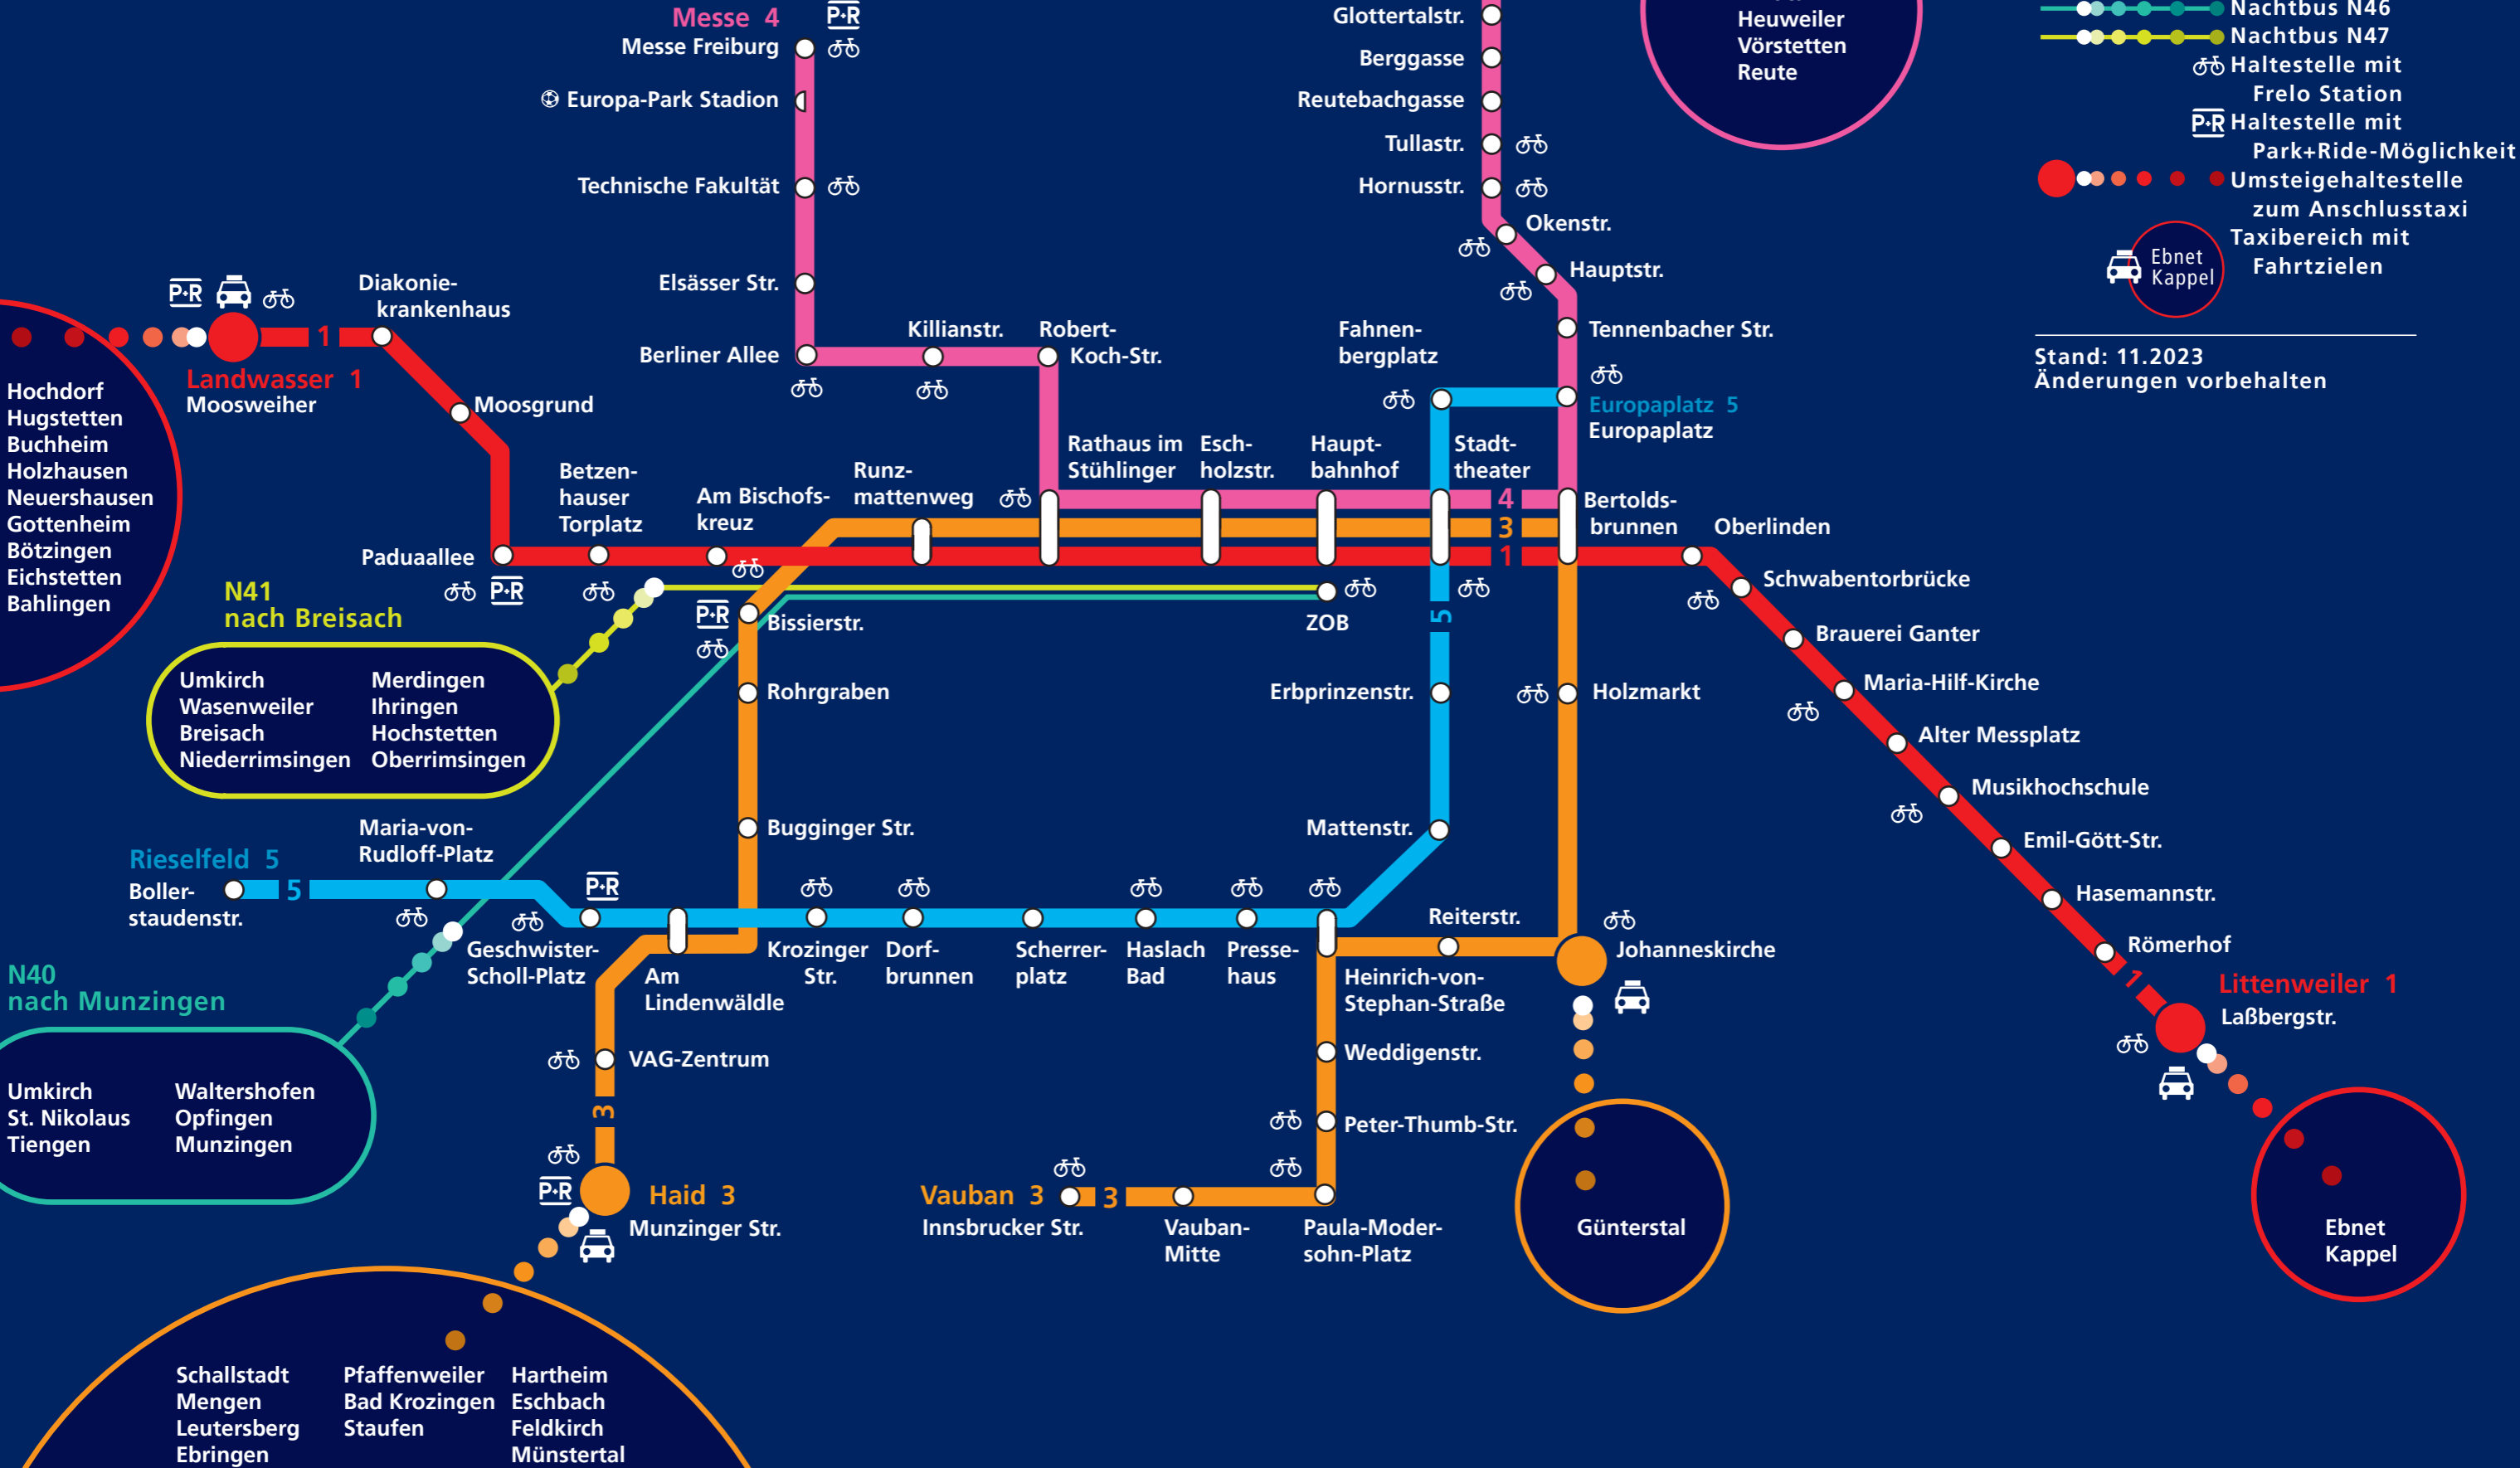 Messe 4
P+R
Messe Freiburg
Europa-Park Stadion
Technische Fakultät
Elsässer Str.
Berliner Allee
Killianstr.
Robert-
Koch-Str.
Glottertalstr.
Berggasse
Reutebachgasse
Tullastr.
Hornusstr.
Okenstr.
Hauptstr.
Tennenbacher Str.
Fahnen-
bergplatz
Europaplatz 5
Europaplatz
Heuweiler
Vörstetten
Reute
Nachtbus N46
Nachtbus N47
Haltestelle mit
Frelo Station
P+R Haltestelle mit
Park+Ride-Möglichkeit
Umsteigehaltestelle
zum Anschlusstaxi
Ebnet
Kappel
Taxibereich mit
Fahrtzielen
Stand: 11.2023
Änderungen vorbehalten
P+R
1
Landwasser 1
Moosweiher
Diakonie-
krankenhaus
Moosgrund
Hochdorf
Hugstetten
Buchheim
Holzhausen
Neuershausen
Gottenheim
Bötzingen
Eichstetten
Bahlingen
Paduaallee
P+R
Betzen-
hauser
Torplatz
Am Bischofs-
kreuz
Runz-
mattenweg
Rathaus im
Stühlinger
Esch-
holzstr.
Haupt-
bahnhof
Stadt-
theater
4
3
1
Bertolds-
brunnen
Oberlinden
Schwabentorbrücke
Brauerei Ganter
Maria-Hilf-Kirche
Alter Messplatz
Musikhochschule
Emil-Gött-Str.
Hasemannstr.
Römerhof
1
Littenweiler 1
Laßbergstr.
Ebnet
Kappel
N41
nach Breisach
Umkirch
Wasenweiler
Breisach
Niederrimsingen
Merdingen
Ihringen
Hochstetten
Oberrimsingen
P+R
Bissierstr.
ZOB
5
Rohrgraben
Erbprinzenstr.
Holzmarkt
Bugginger Str.
Mattenstr.
Rieselfeld 5
5
Boller-
staudenstr.
Maria-von-
Rudloff-Platz
P+R
Geschwister-
Scholl-Platz
Am
Lindenwäldle
Krozinger
Str.
Dorf-
brunnen
Scherrer-
platz
Haslach
Bad
Presse-
haus
Heinrich-von-
Stephan-Straße
Reiterstr.
Johanneskirche
N40
nach Munzingen
Umkirch
St. Nikolaus
Tiengen
Waltershofen
Opfingen
Munzingen
VAG-Zentrum
3
P+R
Haid 3
Munzinger Str.
Weddigenstr.
Peter-Thumb-Str.
Vauban 3
3
Innsbrucker Str.
Vauban-
Mitte
Paula-Moder-
sohn-Platz
Günterstal
Schallstadt
Mengen
Leutersberg
Ebringen
Pfaffenweiler
Bad Krozingen
Staufen
Hartheim
Eschbach
Feldkirch
Münstertal